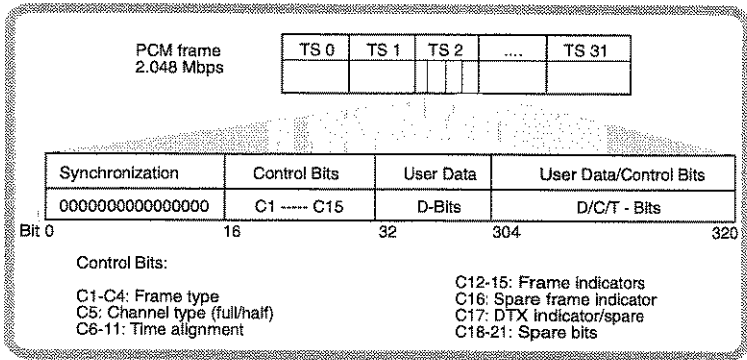 PCM frame
2.048 Mbps
TS 0 TS 1 TS 2 .... TS 31
Synchronization Control Bits User Data User Data/Control Bits
0000000000000000 C1 ----- C15 D-Bits D/C/T - Bits
Bit 0 16 32 304 320
Control Bits:
C1-C4: Frame type
C5: Channel type (full/half)
C6-11: Time alignment
C12-15: Frame indicators
C16: Spare frame indicator
C17: DTX indicator/spare
C18-21: Spare bits